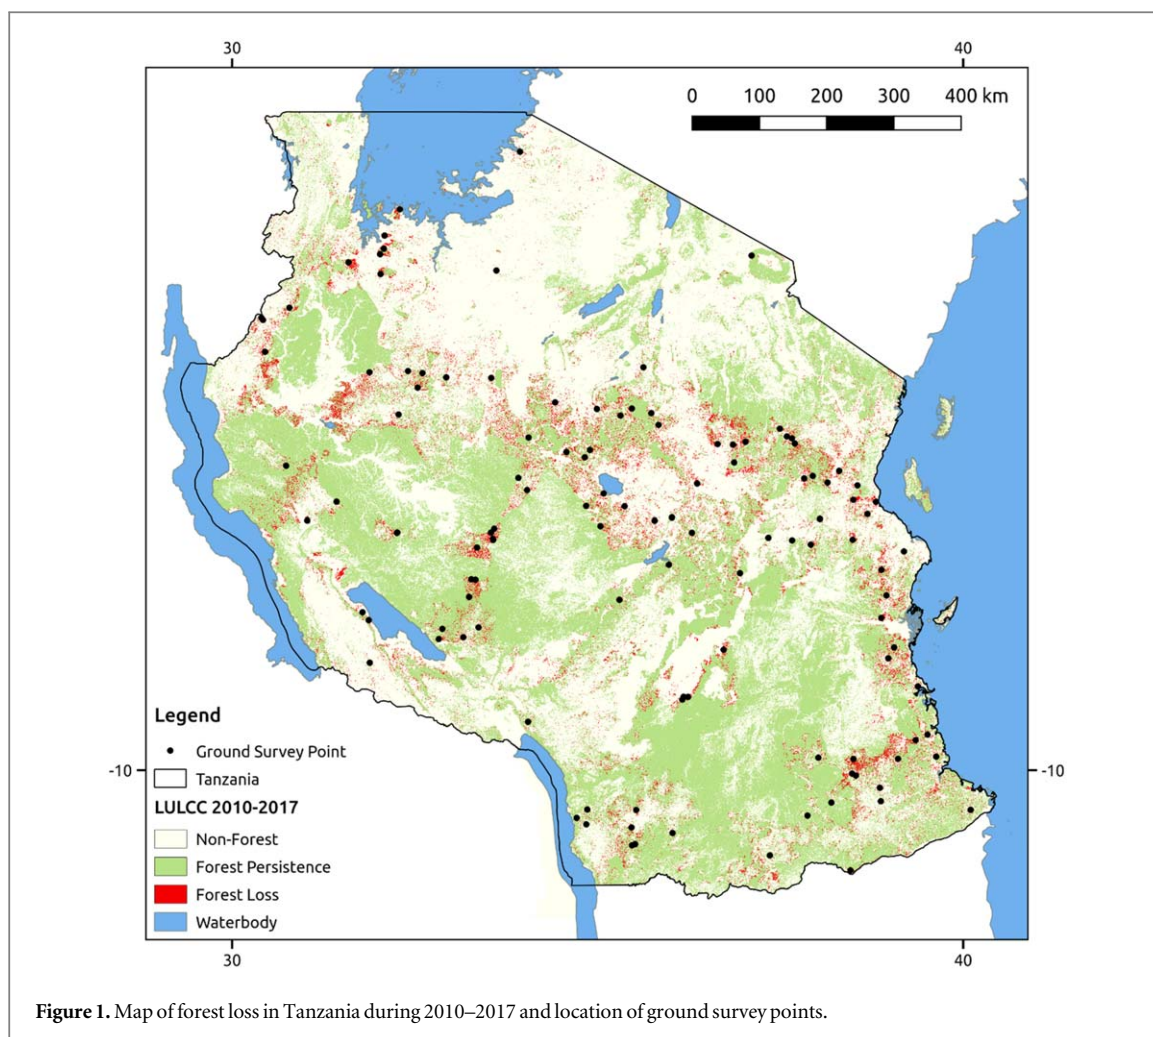 30 40
0 100 200 300 400 km
Legend
Ground Survey Point
Tanzania
LULCC 2010-2017
Non-Forest
Forest Persistence
Forest Loss
Waterbody
-10 -10
30 40
Figure 1. Map of forest loss in Tanzania during 2010–2017 and location of ground survey points.